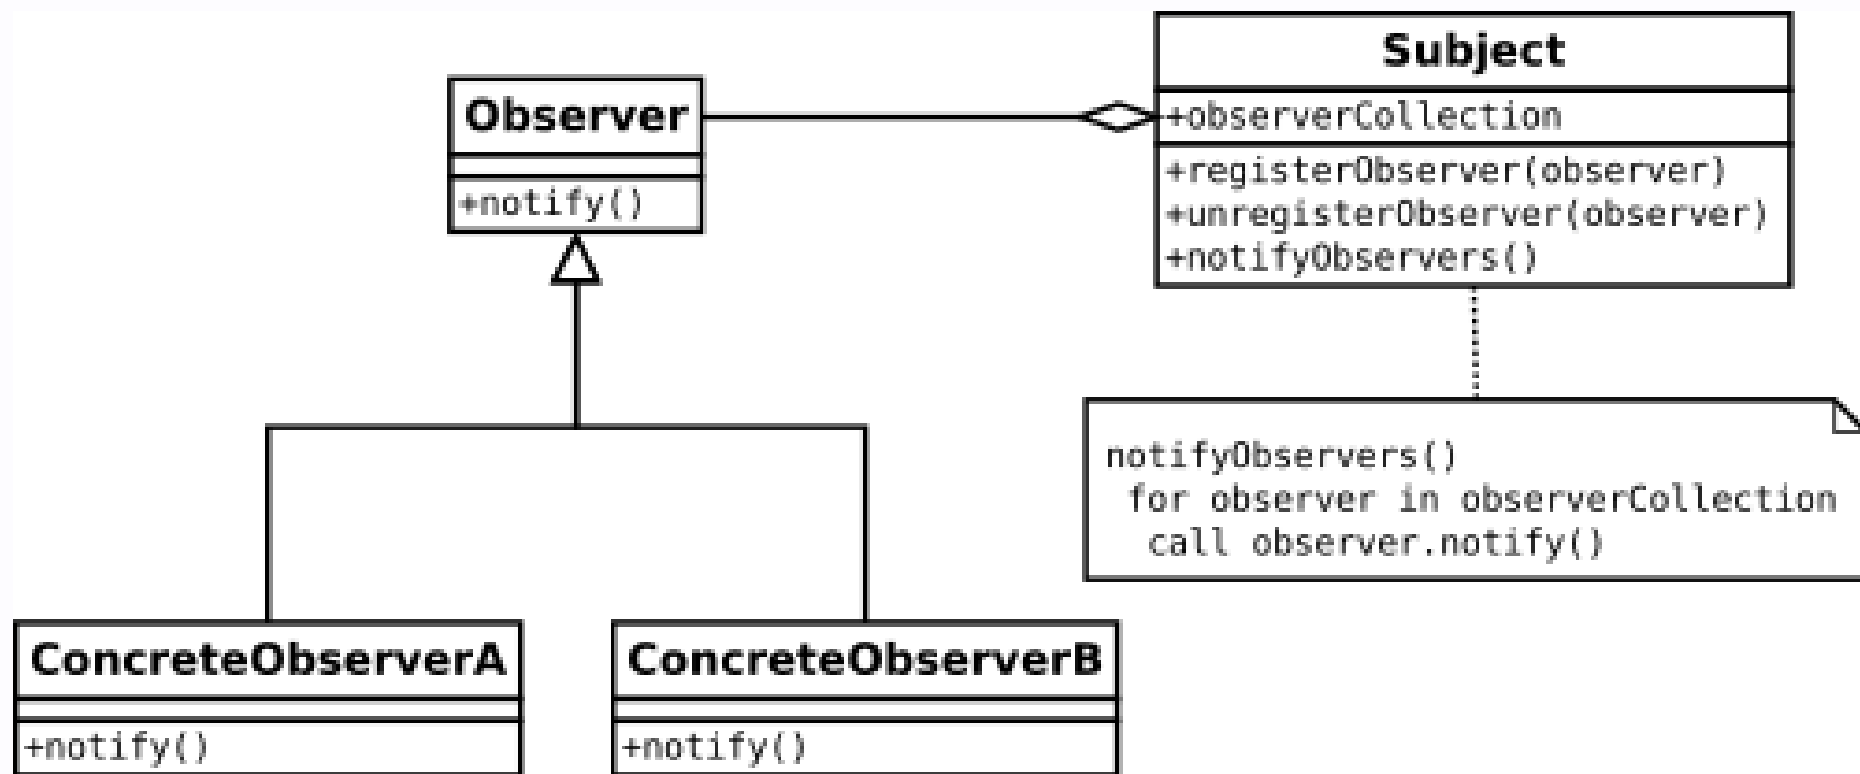 Subject
Observer
+observerCollection
+registerObserver(observer)
+notify()
+unregisterObserver(observer)
+notifyObservers()
notifyObservers()
for observer in observerCollection
call observer.notify()
ConcreteObserverA
ConcreteObserverB
+notify()
+notify()